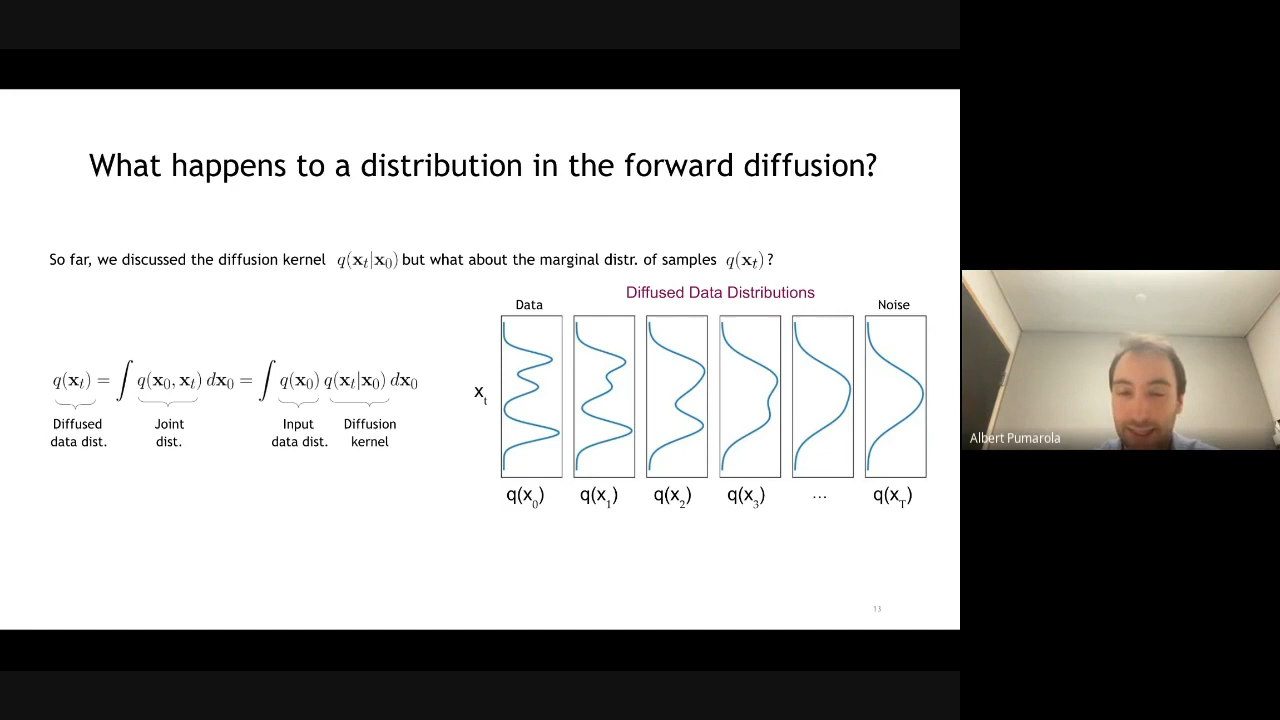 What happens to a distribution in the forward diffusion?
So far, we discussed the diffusion kernel q(x_t|x_0) but what about the marginal distr. of samples q(x_t)?
q(x_t) = ∫ q(x_0, x_t) dx_0 = ∫ q(x_0) q(x_t|x_0) dx_0
Diffused data dist.
Joint dist.
Input data dist.
Diffusion kernel
Diffused Data Distributions
Data
Noise
x_t
q(x_0) q(x_1) q(x_2) q(x_3) ... q(x_T)
13
Albert Pumarola